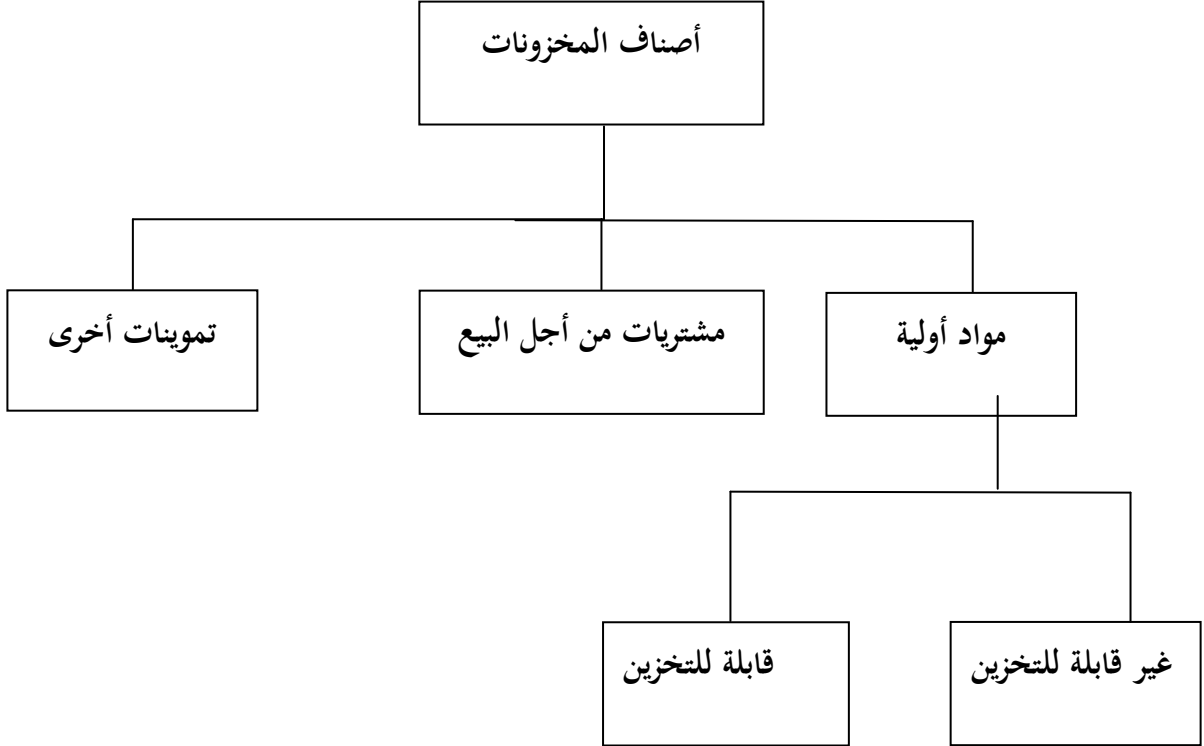 أصناف المخزونات
مواد أولية
مشتريات من أجل البيع
تموينات أخرى
غير قابلة للتخزين
قابلة للتخزين